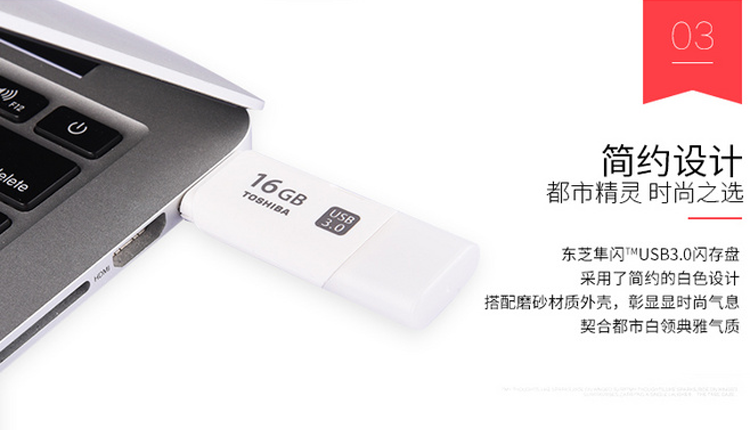 03
简约设计
都市精灵 时尚之选
东芝隼闪™USB3.0闪存盘
采用了简约的白色设计
搭配磨砂材质外壳，彰显显时尚气息
契合都市白领典雅气质
F12
delete
HDMI
16GB
TOSHIBA
USB
3.0